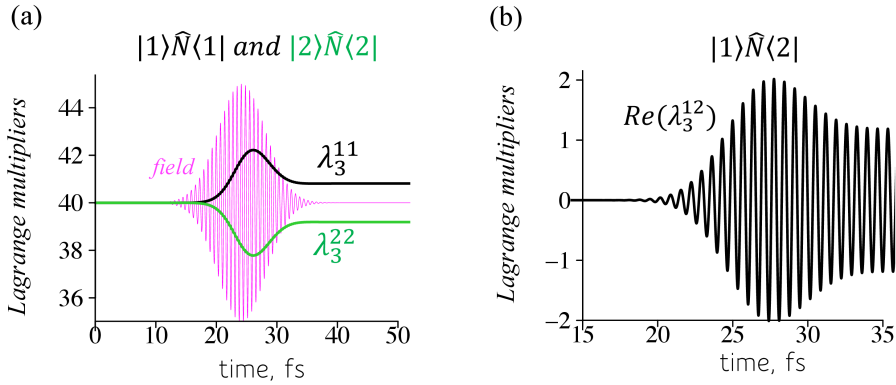 (a)
|1⟩N̂⟨1| and |2⟩N̂⟨2|
Lagrange multipliers
44
42
40
38
36
field
λ₃¹¹
λ₃²²
0
10
20
30
40
50
time, fs
(b)
|1⟩N̂⟨2|
Lagrange multipliers
2
1
0
−1
−2
Re(λ₃¹²)
15
20
25
30
35
time, fs